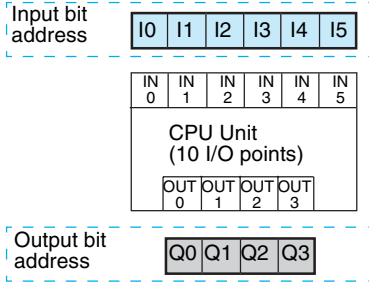 Input bit
address
I0 I1 I2 I3 I4 I5
IN IN IN IN IN IN
0 1 2 3 4 5
CPU Unit
(10 I/O points)
OUT OUT OUT OUT
0 1 2 3
Output bit
address
Q0 Q1 Q2 Q3